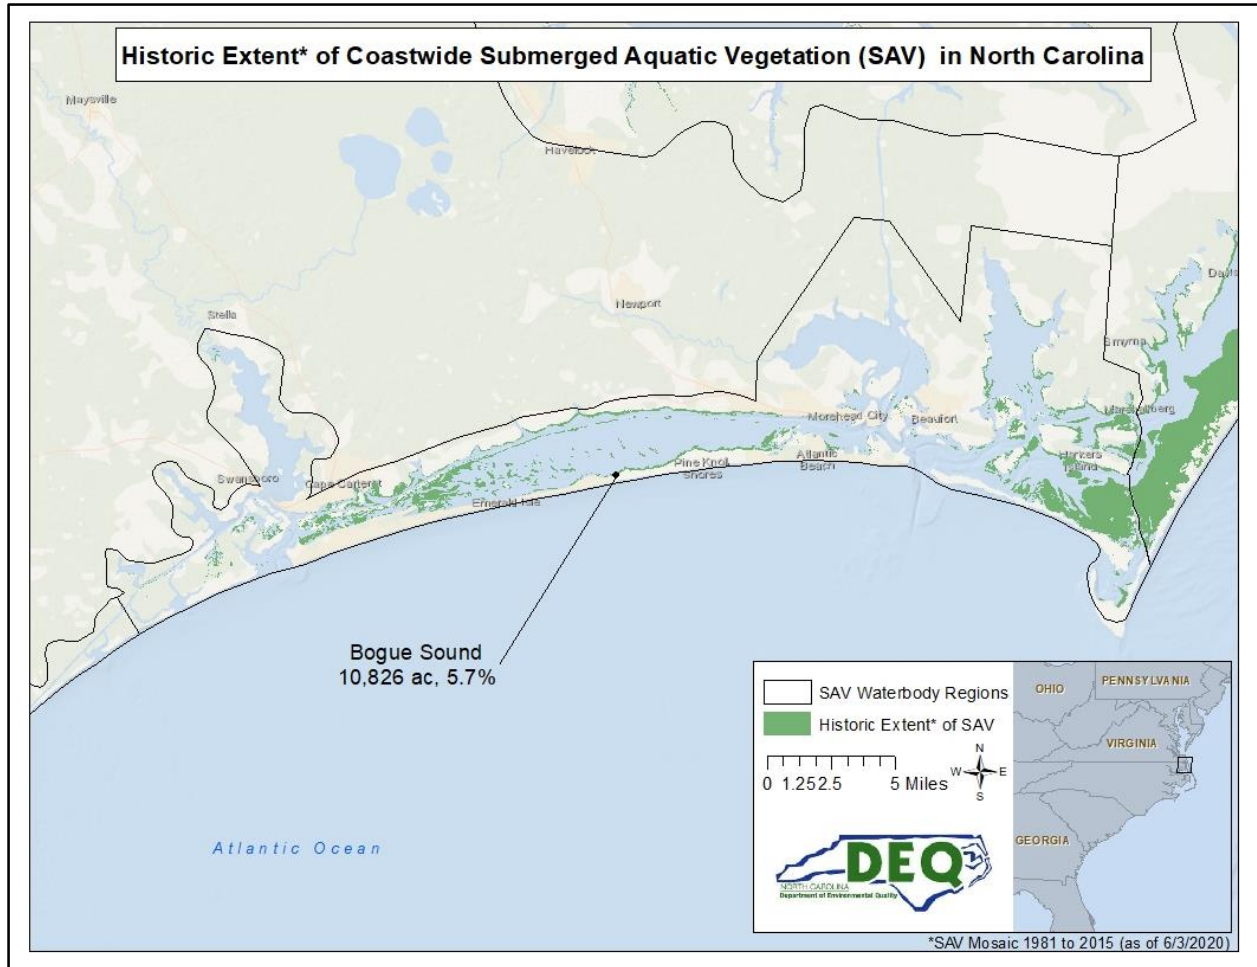 Historic Extent* of Coastwide Submerged Aquatic Vegetation (SAV) in North Carolina
Maysville
Havelock
Stella
Newport
Davis
Smyrna
Marshallberg
Morehead City
Beaufort
Harkers
Island
Atlantic
Beach
Pine Knoll
Shores
Swansboro
Cape Carteret
Emerald Isle
Bogue Sound
10,826 ac, 5.7%
Atlantic Ocean
SAV Waterbody Regions
Historic Extent* of SAV
0 1.25 2.5 5 Miles
N
W E
S
DEQ
NORTH CAROLINA
Department of Environmental Quality
OHIO
PENNSYLVANIA
VIRGINIA
GEORGIA
*SAV Mosaic 1981 to 2015 (as of 6/3/2020)